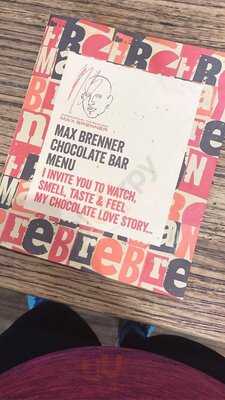 MAX BRENNER
MAX BRENNER
CHOCOLATE BAR
MENU
I INVITE YOU TO WATCH,
SMELL, TASTE & FEEL
MY CHOCOLATE LOVE STORY...